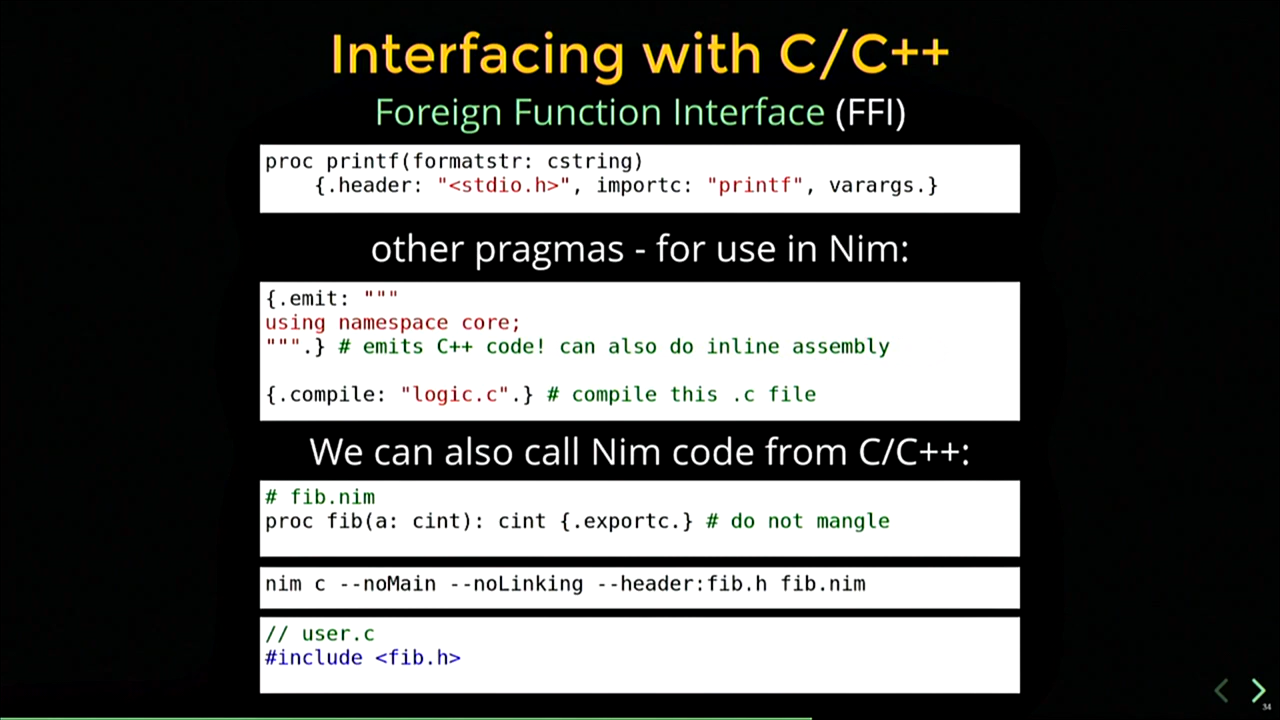 Interfacing with C/C++
Foreign Function Interface (FFI)
proc printf(formatstr: cstring)
    {.header: "<stdio.h>", importc: "printf", varargs.}
other pragmas - for use in Nim:
{.emit: """
using namespace core;
""".} # emits C++ code! can also do inline assembly
{.compile: "logic.c".} # compile this .c file
We can also call Nim code from C/C++:
# fib.nim
proc fib(a: cint): cint {.exportc.} # do not mangle
nim c --noMain --noLinking --header:fib.h fib.nim
// user.c
#include <fib.h>
34